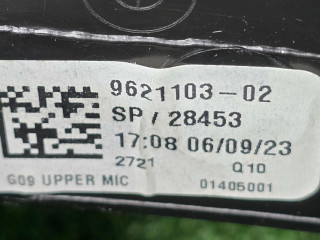 9621103-02
SP/28453
17:08 06/09/23
2721 Q10
G09 UPPER MIC 01405001